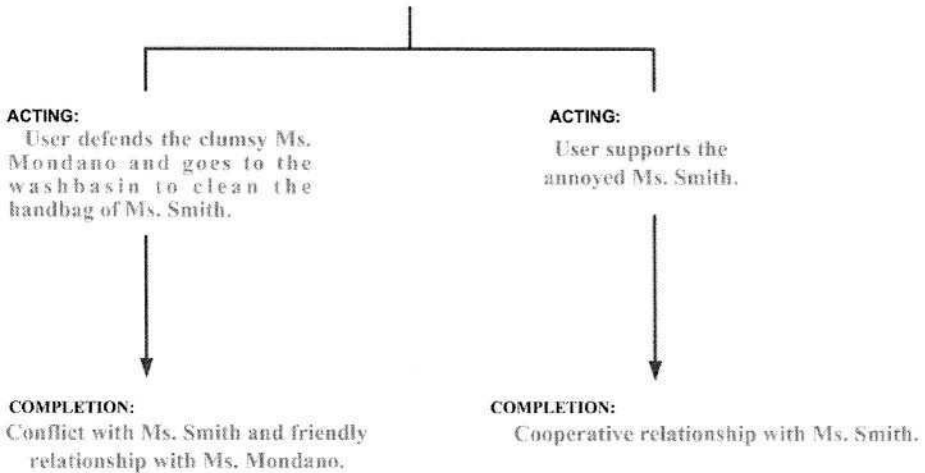 ACTING:
User defends the clumsy Ms.
Mondano and goes to the
washbasin to clean the
handbag of Ms. Smith.
ACTING:
User supports the
annoyed Ms. Smith.
COMPLETION:
Conflict with Ms. Smith and friendly
relationship with Ms. Mondano.
COMPLETION:
Cooperative relationship with Ms. Smith.